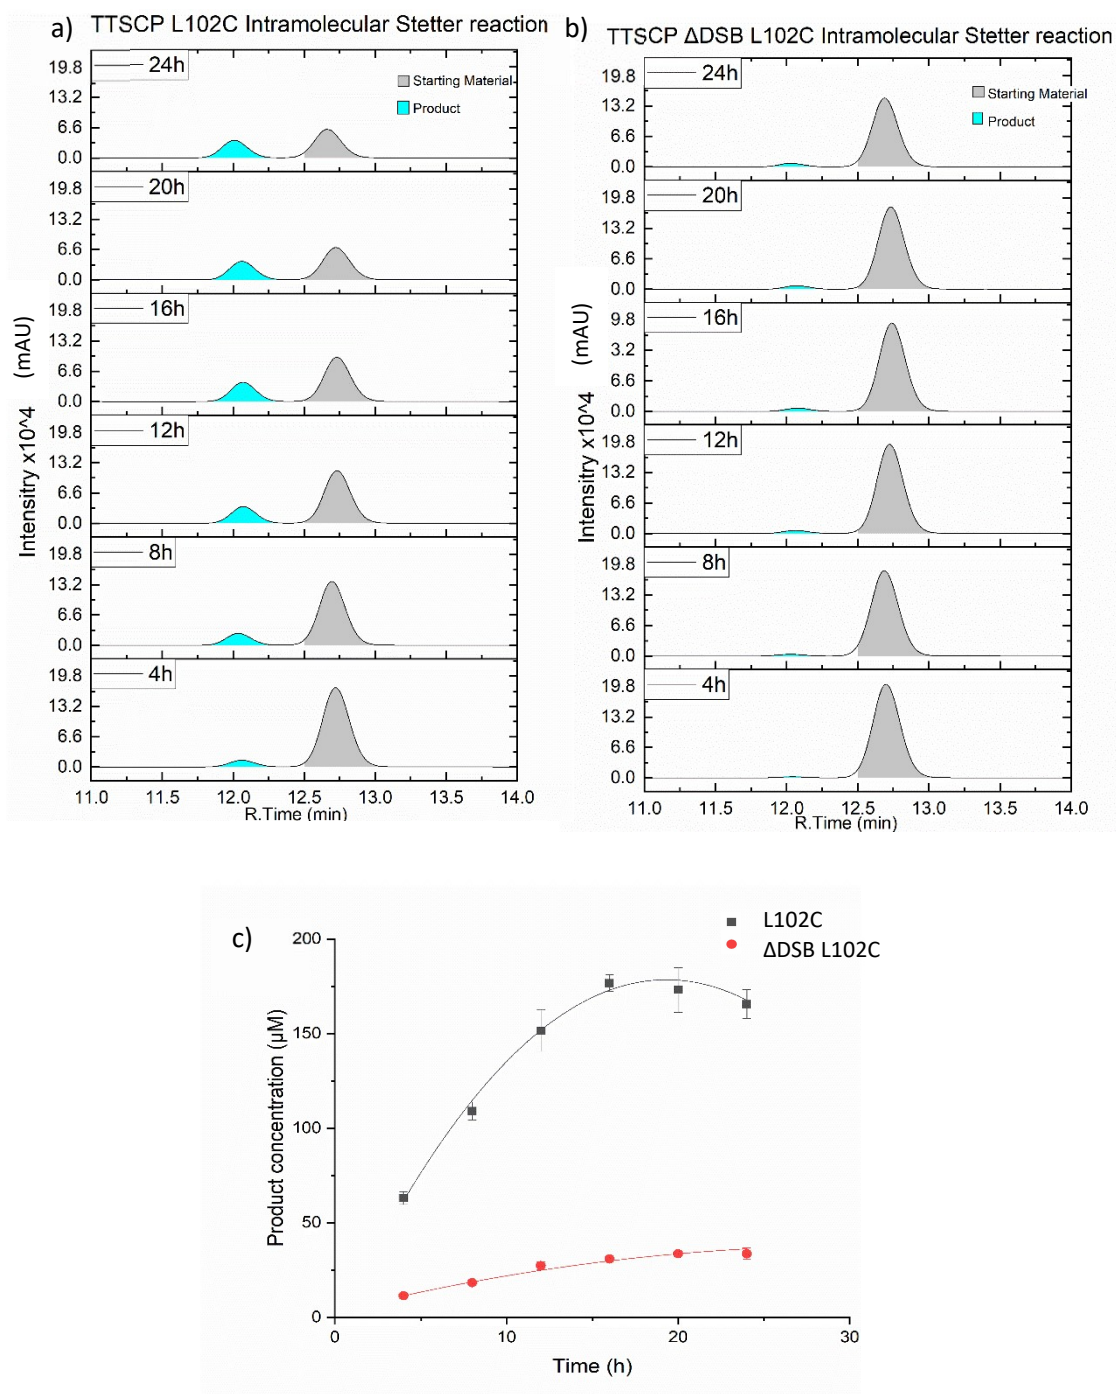 a) TTSCP L102C Intramolecular Stetter reaction
24h
Starting Material
Product
19.8
13.2
6.6
0.0
20h
19.8
13.2
6.6
0.0
16h
19.8
13.2
6.6
0.0
12h
19.8
13.2
6.6
0.0
8h
19.8
13.2
6.6
0.0
4h
19.8
13.2
6.6
0.0
Intensitry x10^4 (mAU)
11.0 11.5 12.0 12.5 13.0 13.5 14.0
R.Time (min)
b) TTSCP ΔDSB L102C Intramolecular Stetter reaction
24h
Starting Material
Product
19.8
13.2
6.6
0.0
20h
19.8
13.2
6.6
0.0
16h
9.8
3.2
6.6
0.0
12h
19.8
13.2
6.6
0.0
8h
19.8
13.2
6.6
0.0
4h
19.8
13.2
6.6
0.0
Intensitry x10^4 (mAU)
11.0 11.5 12.0 12.5 13.0 13.5 14.0
R.Time (min)
c)
L102C
ΔDSB L102C
200
150
100
50
0
Product concentration (µM)
0 10 20 30
Time (h)